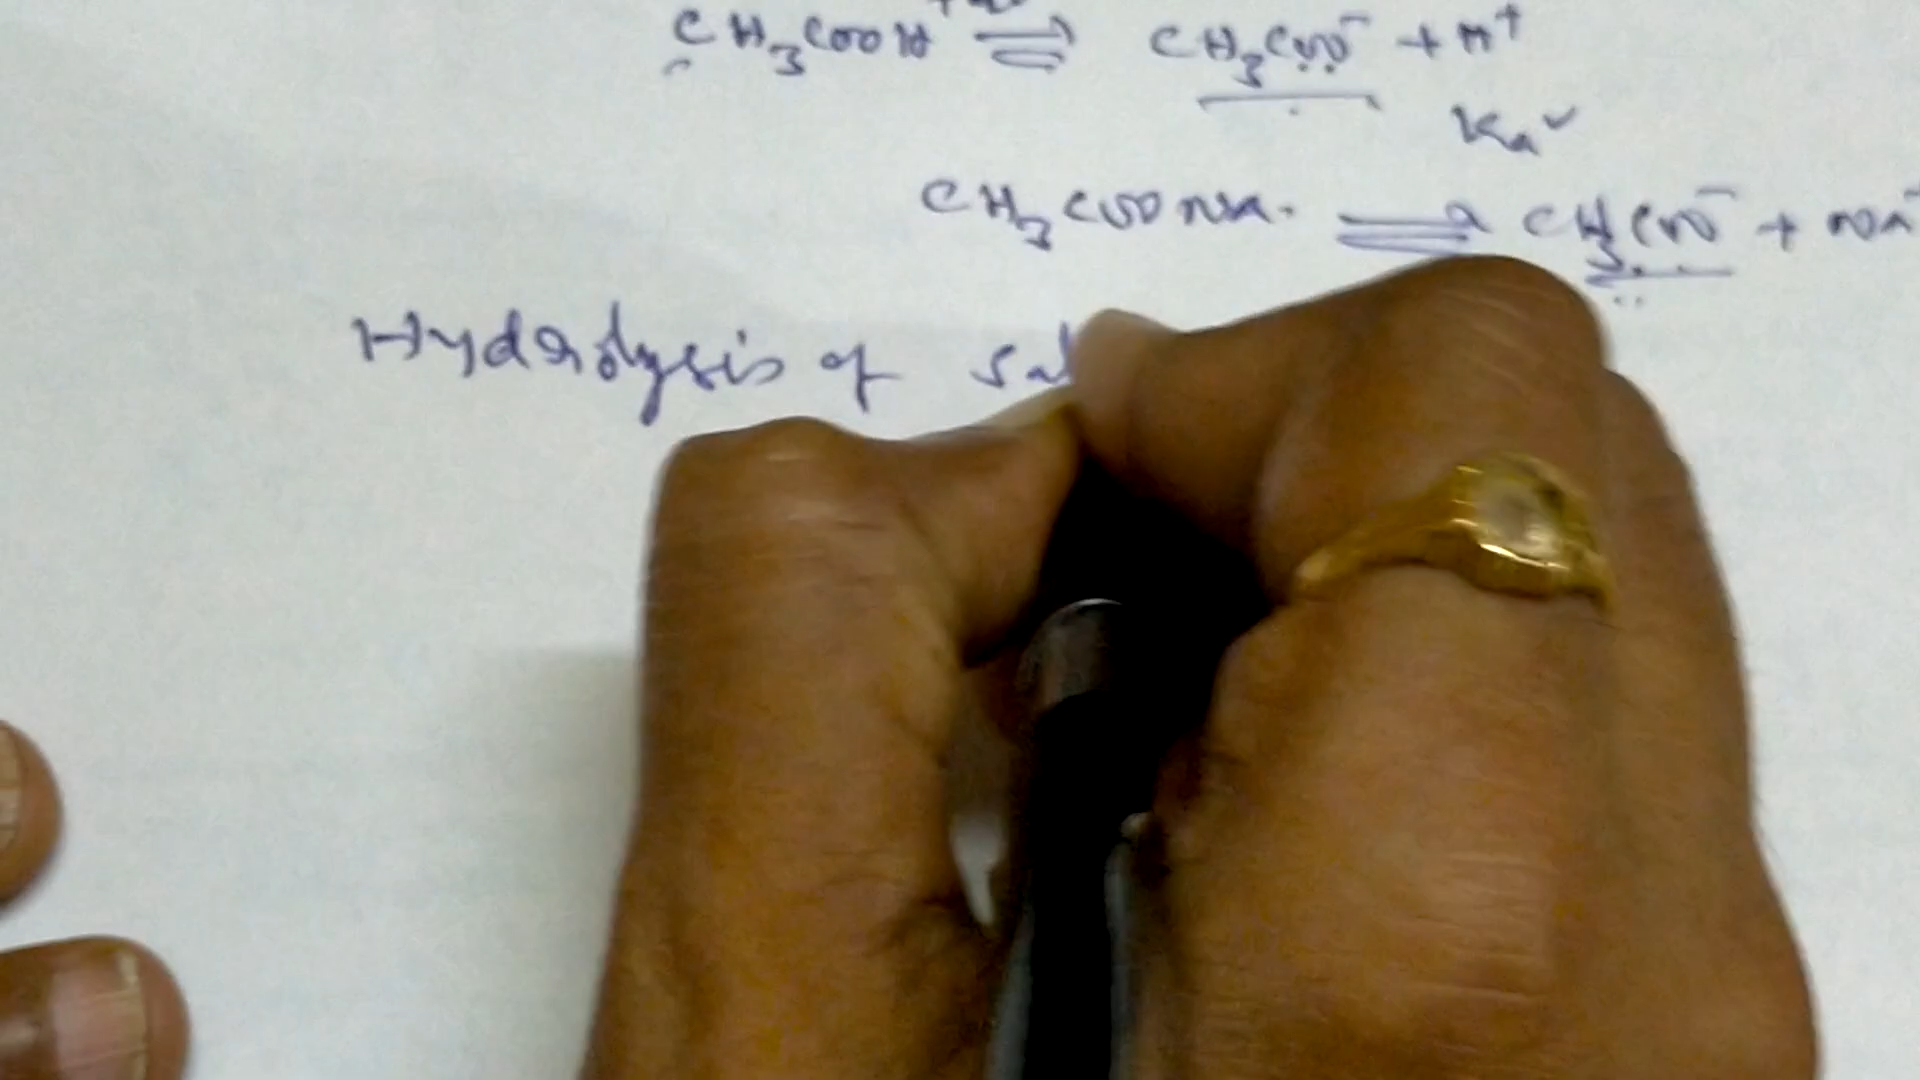 CH₃COOH ⇌ CH₃COO⁻ + H⁺
Ka ✓
CH₃COONa. ⇌ CH₃COO⁻ + Na
Hydrolysis of sal